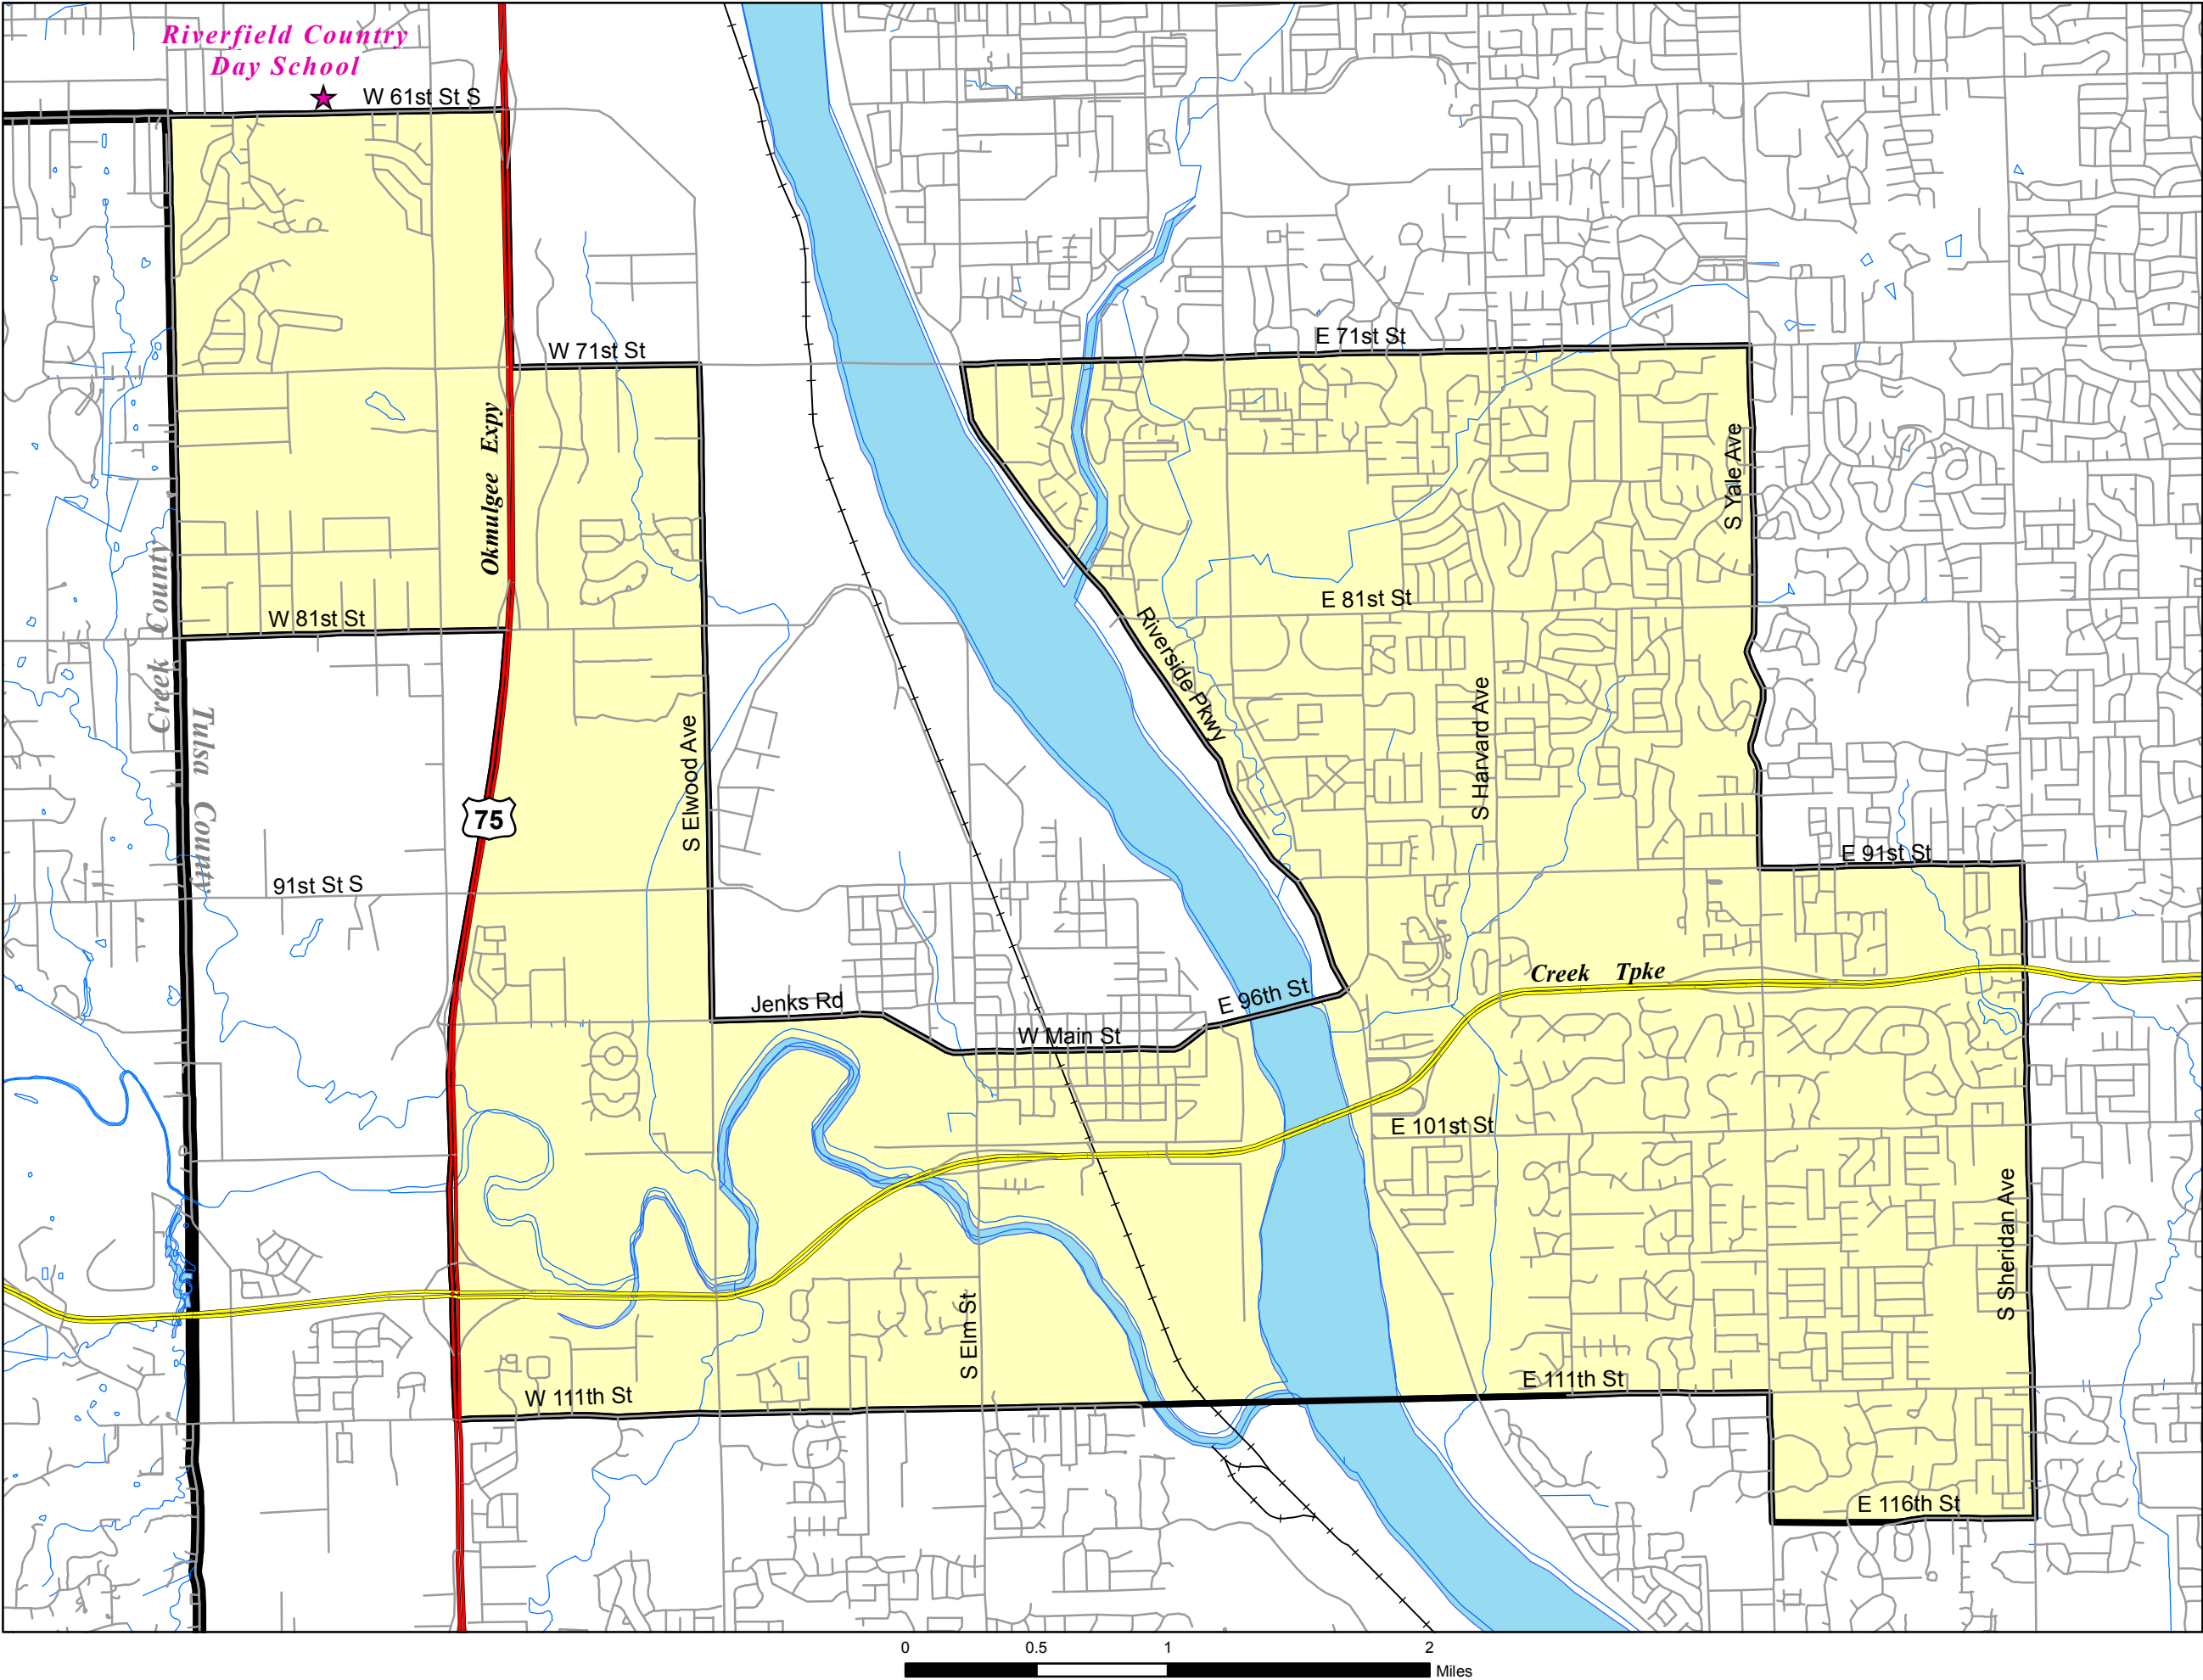 Riverfield Country
Day School
W 61st St S
W 71st St
E 71st St
Okmulgee Expy
S Yale Ave
Creek County
Tulsa County
W 81st St
E 81st St
Riverside Pkwy
S Elwood Ave
S Harvard Ave
75
E 91st St
91st St S
Creek Tpke
Jenks Rd
E 96th St
W Main St
E 101st St
S Sheridan Ave
S Elm St
W 111th St
E 111th St
E 116th St
0 0.5 1 2
Miles